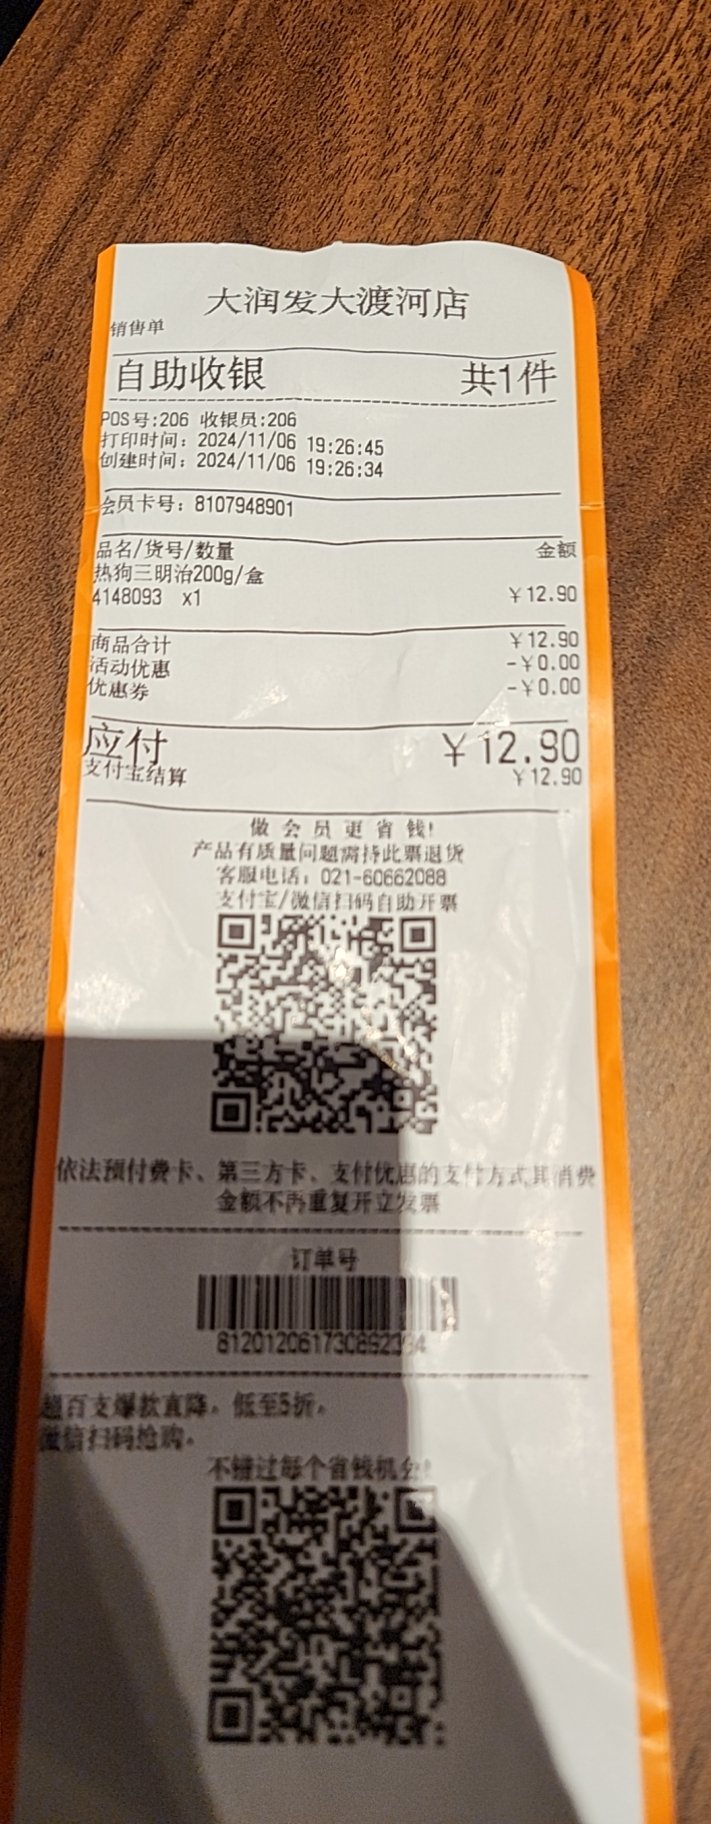 大润发大渡河店
销售单
自助收银 共1件
POS号:206 收银员:206
打印时间: 2024/11/06 19:26:45
创建时间: 2024/11/06 19:26:34
会员卡号: 8107948901
品名/货号/数量 金额
热狗三明治200g/盒
4148093 x1 ￥12.90
商品合计 ￥12.90
活动优惠 -￥0.00
优惠券 -￥0.00
应付 ￥12.90
支付宝结算 ￥12.90
做会员更省钱!
产品有质量问题需持此票退货
客服电话: 021-60662088
支付宝/微信扫码自助开票
依法预付费卡、第三方卡、支付优惠的支付方式其消费
金额不再重复开立发票
订单号
超百支爆款直降，低至5折，
微信扫码抢购。
不错过每个省钱机会!